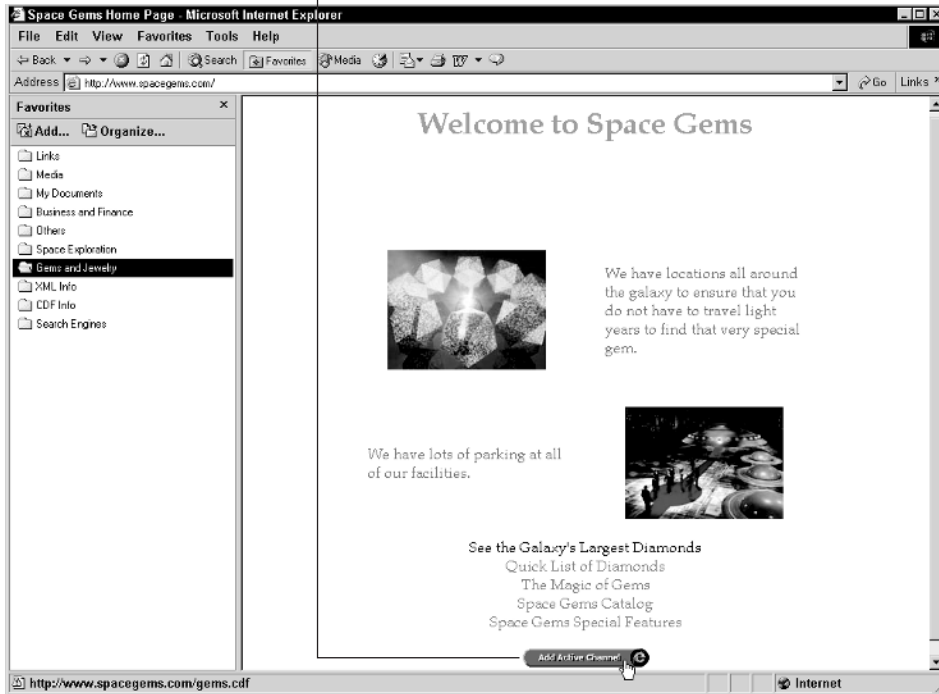 Space Gems Home Page - Microsoft Internet Explorer
File Edit View Favorites Tools Help
Back Search Favorites Media
Address http://www.spacegems.com/ Go Links
Favorites
Add... Organize...
Links
Media
My Documents
Business and Finance
Others
Space Exploration
Gems and Jewelry
XML Info
CDF Info
Search Engines
Welcome to Space Gems
We have locations all around
the galaxy to ensure that you
do not have to travel light
years to find that very special
gem.
We have lots of parking at all
of our facilities.
See the Galaxy's Largest Diamonds
Quick List of Diamonds
The Magic of Gems
Space Gems Catalog
Space Gems Special Features
Add Active Channel
http://www.spacegems.com/gems.cdf Internet